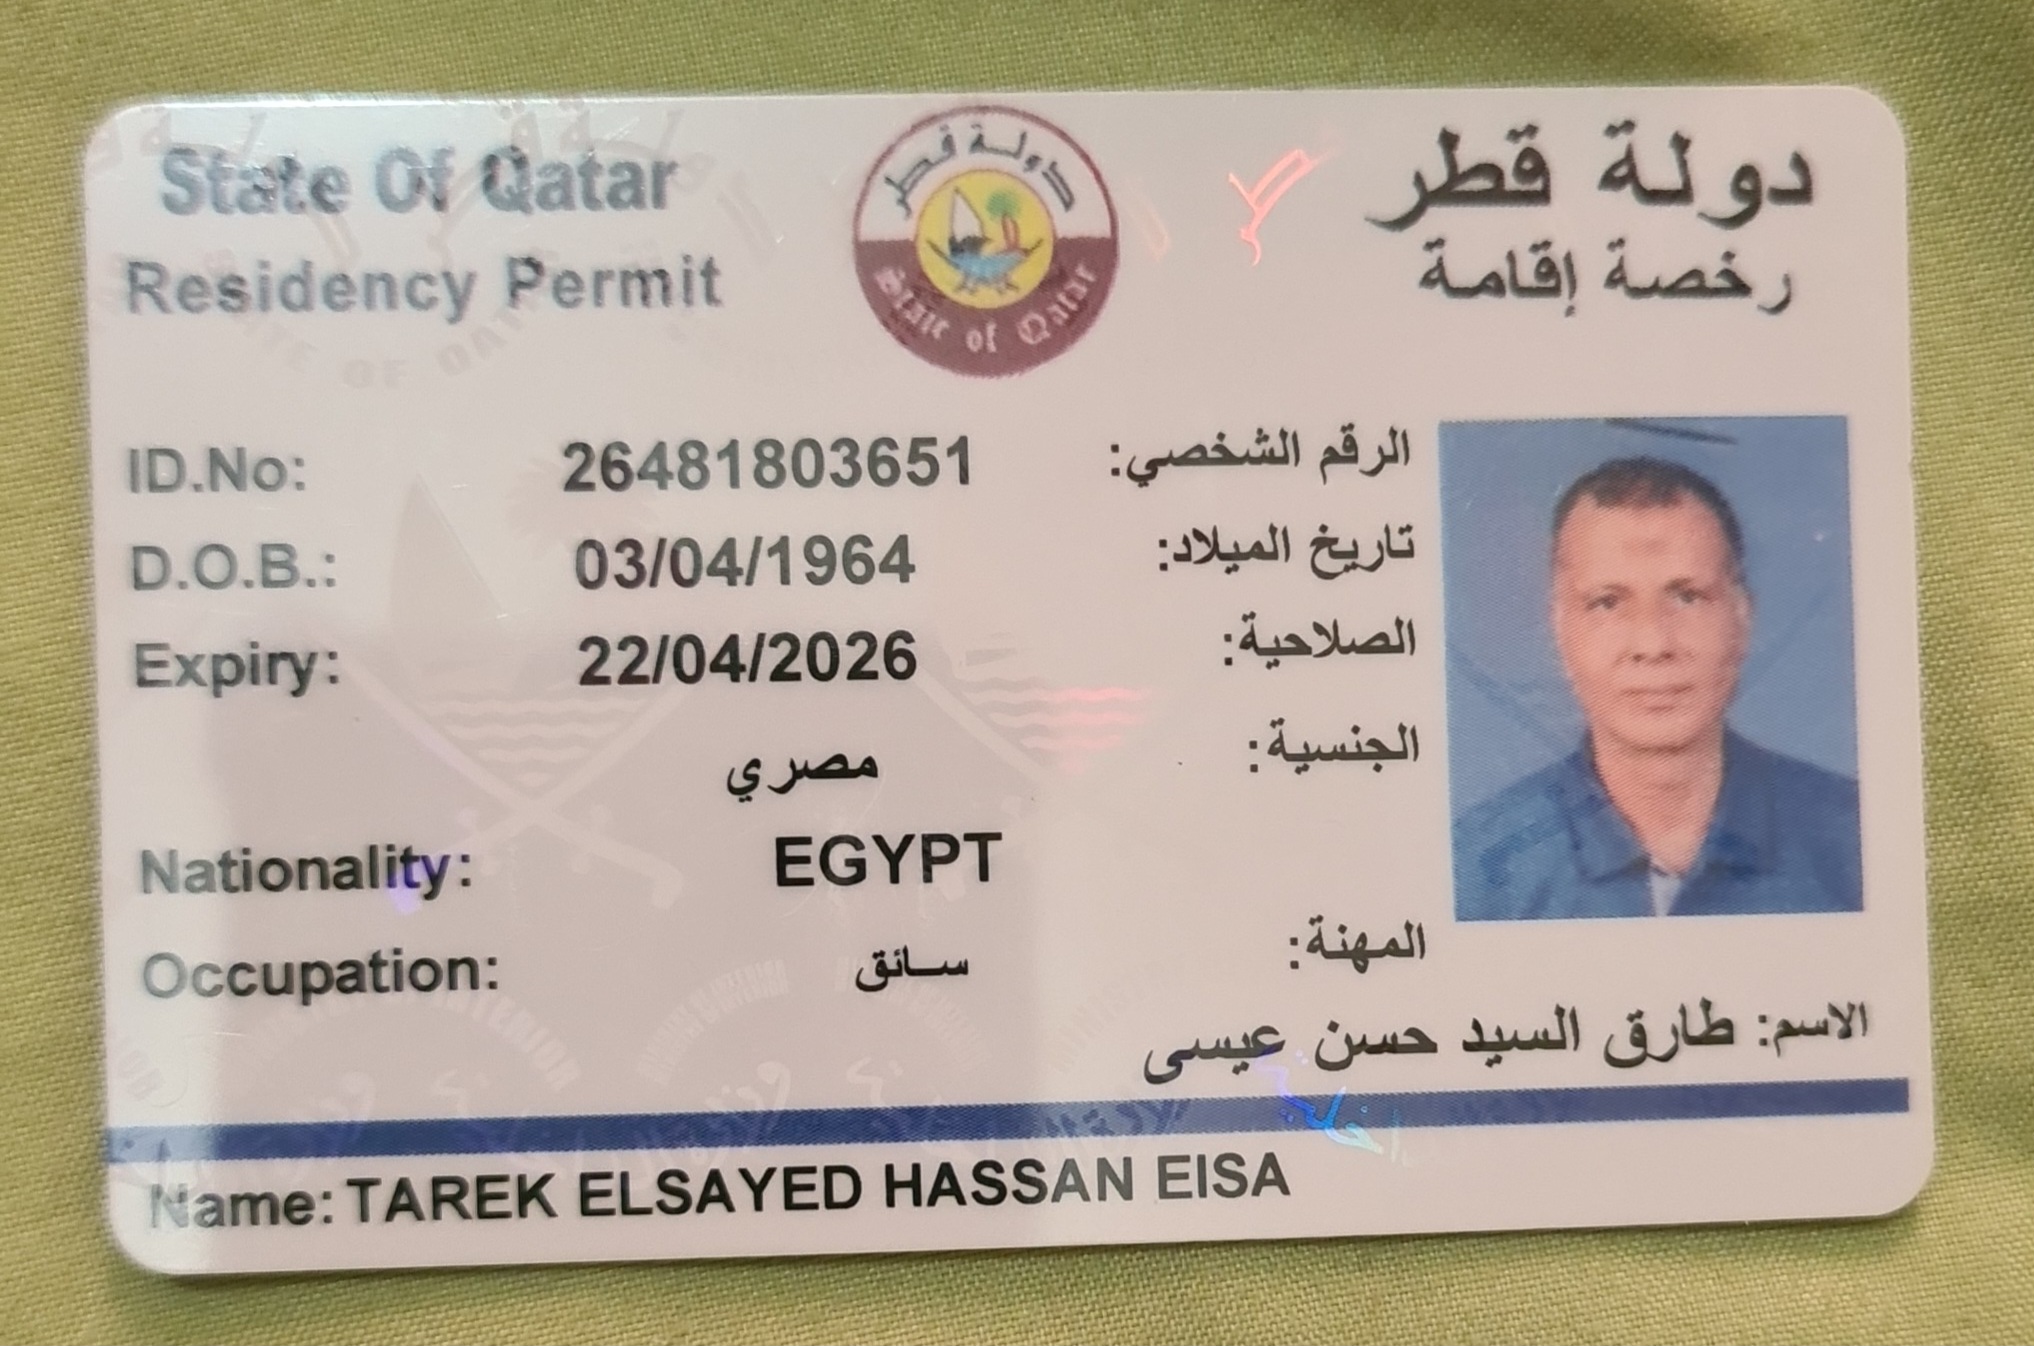 State Of Qatar
دولة قطر
Residency Permit
رخصة إقامة
دولة قطر
State of Qatar
ID.No: 26481803651 الرقم الشخصي:
D.O.B.: 03/04/1964 تاريخ الميلاد:
Expiry: 22/04/2026 الصلاحية:
مصري الجنسية:
Nationality: EGYPT
Occupation: سائق المهنة:
الاسم: طارق السيد حسن عيسى
Name: TAREK ELSAYED HASSAN EISA